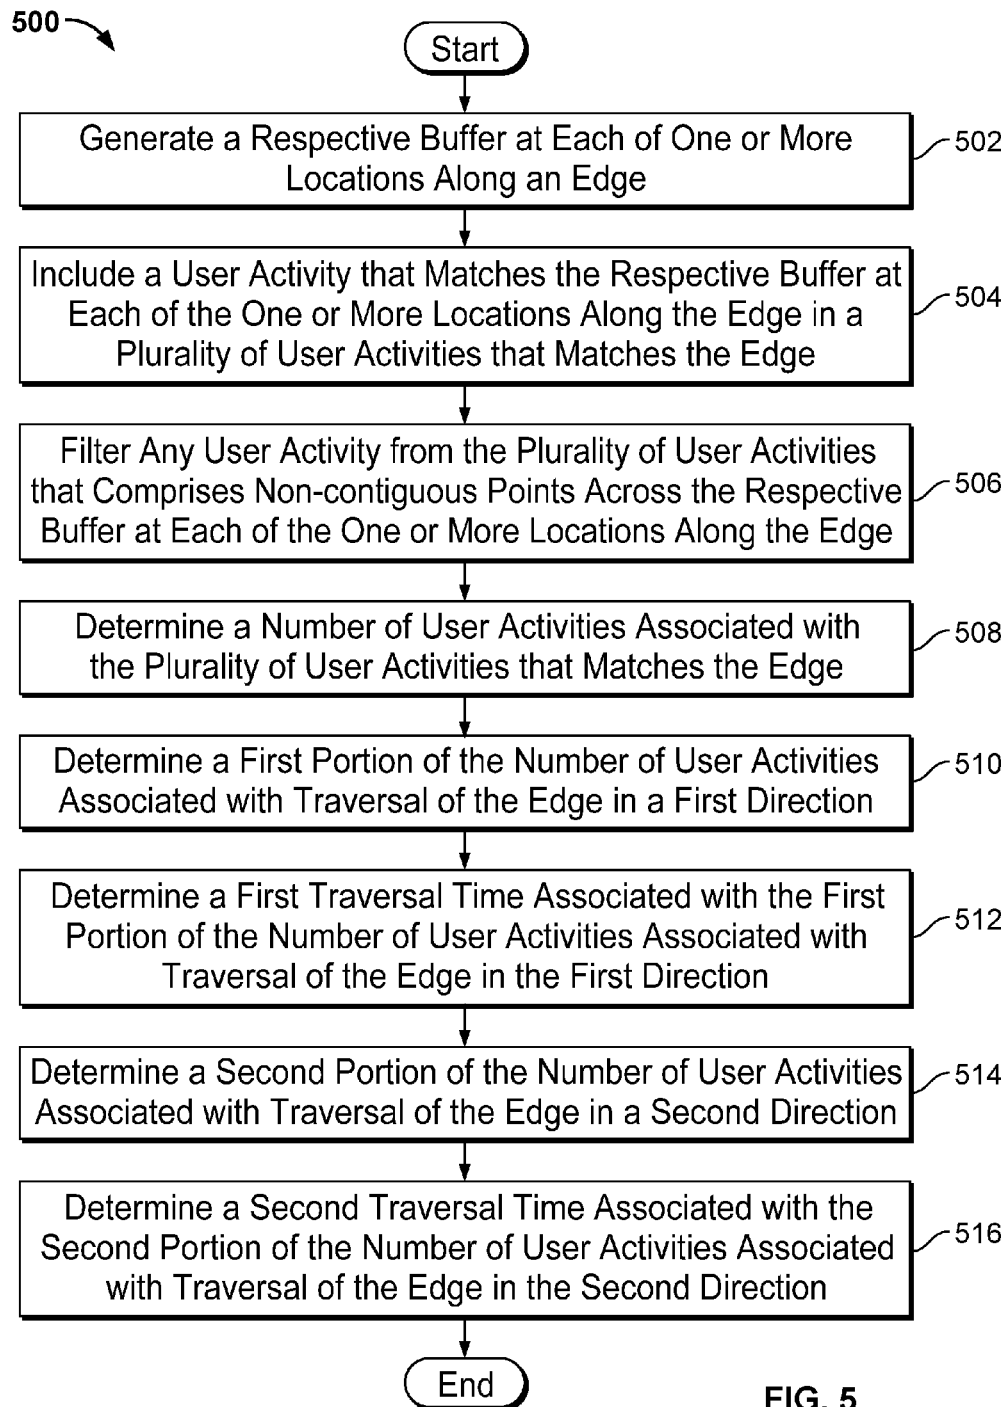 500
Start
Generate a Respective Buffer at Each of One or More
Locations Along an Edge
502
Include a User Activity that Matches the Respective Buffer at
Each of the One or More Locations Along the Edge in a
Plurality of User Activities that Matches the Edge
504
Filter Any User Activity from the Plurality of User Activities
that Comprises Non-contiguous Points Across the Respective
Buffer at Each of the One or More Locations Along the Edge
506
Determine a Number of User Activities Associated with
the Plurality of User Activities that Matches the Edge
508
Determine a First Portion of the Number of User Activities
Associated with Traversal of the Edge in a First Direction
510
Determine a First Traversal Time Associated with the First
Portion of the Number of User Activities Associated with
Traversal of the Edge in the First Direction
512
Determine a Second Portion of the Number of User Activities
Associated with Traversal of the Edge in a Second Direction
514
Determine a Second Traversal Time Associated with the
Second Portion of the Number of User Activities Associated
with Traversal of the Edge in the Second Direction
516
End
FIG. 5